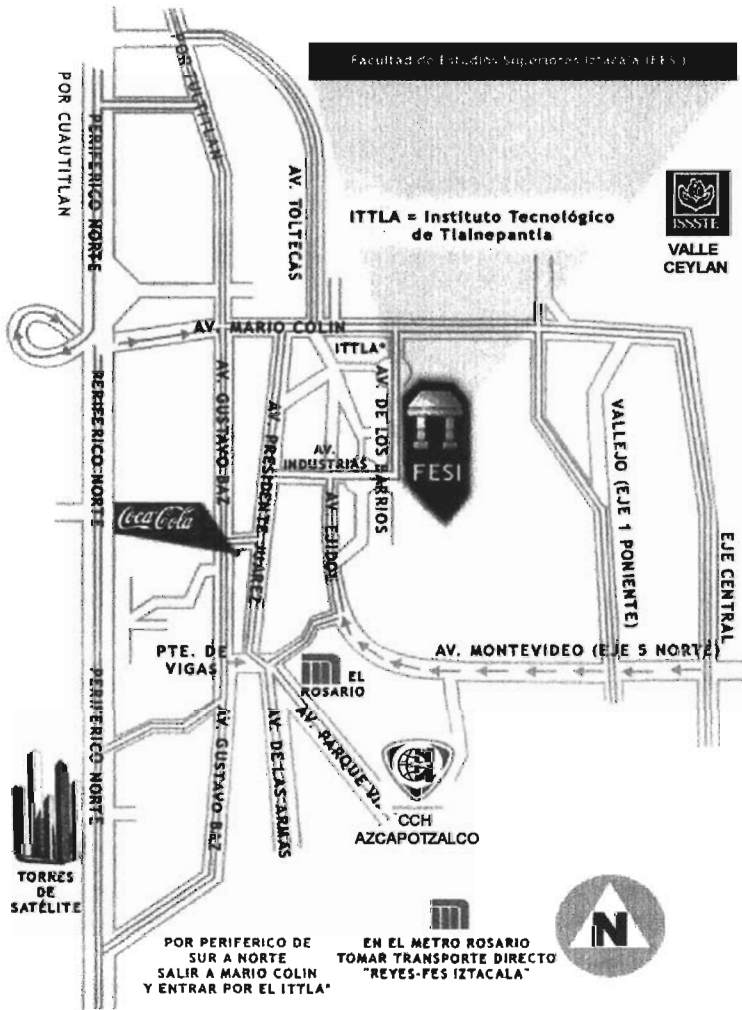 Facultad de Estudios Superiores Iztacala (FES I)
POR CUAUTITLAN
PERIFERICO NORTE
POR TULTITLAN
AV. TOLTECAS
ITTLA = Instituto Tecnológico
de Tlalnepantla
ISSSTE
VALLE
CEYLAN
AV. MARIO COLIN
ITTLA*
PERIFERICO NORTE
AV. GUSTAVO BAZ
AV. PRESIDENTE JUAREZ
AV.
INDUSTRIAS
AV. DE LOS BARRIOS
FESI
VALLEJO (EJE 1 PONIENTE)
EJE CENTRAL
Coca Cola
AV. EJIDOL
PTE. DE
VIGAS
EL
ROSARIO
AV. MONTEVIDEO (EJE 5 NORTE)
PERIFERICO NORTE
AV. GUSTAVO BAZ
AV. DE LAS ARMAS
AV. PARQUE VI
CCH
AZCAPOTZALCO
TORRES
DE
SATÉLITE
POR PERIFERICO DE
SUR A NORTE
SALIR A MARIO COLIN
Y ENTRAR POR EL ITTLA*
EN EL METRO ROSARIO
TOMAR TRANSPORTE DIRECTO
"REYES-FES IZTACALA"
N